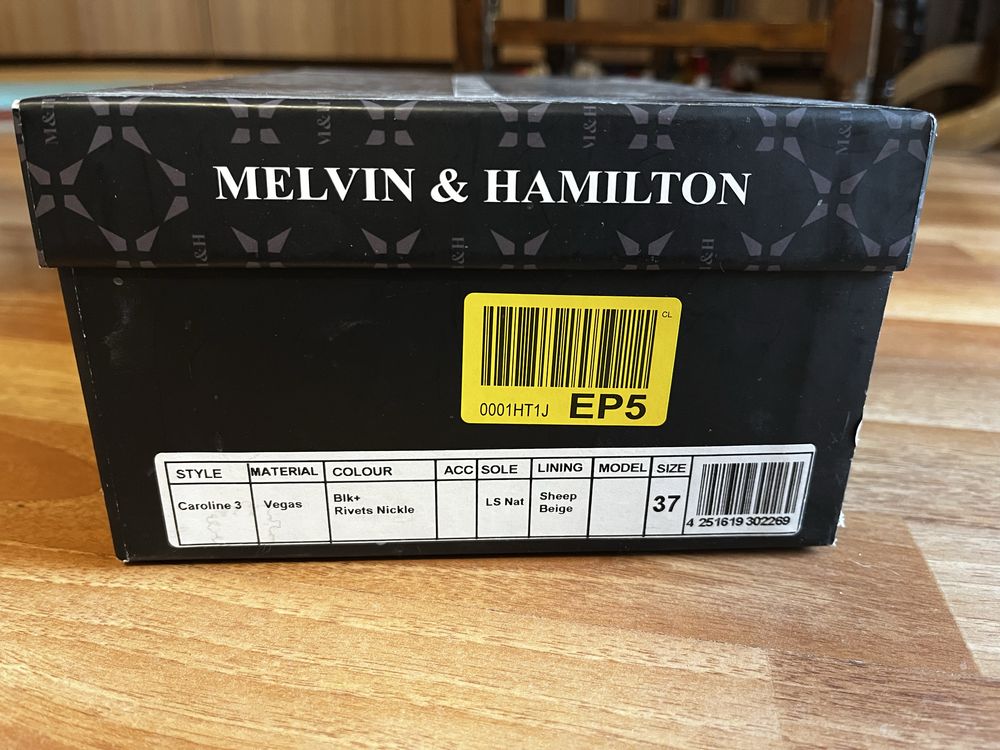 M&H
M&H
M&H
MELVIN & HAMILTON
&H
&H
&H
CL
0001HT1J EP5
STYLE MATERIAL COLOUR ACC SOLE LINING MODEL SIZE
Caroline 3 Vegas Blk+ LS Nat Sheep 37
Rivets Nickle Beige
4 251619 302269